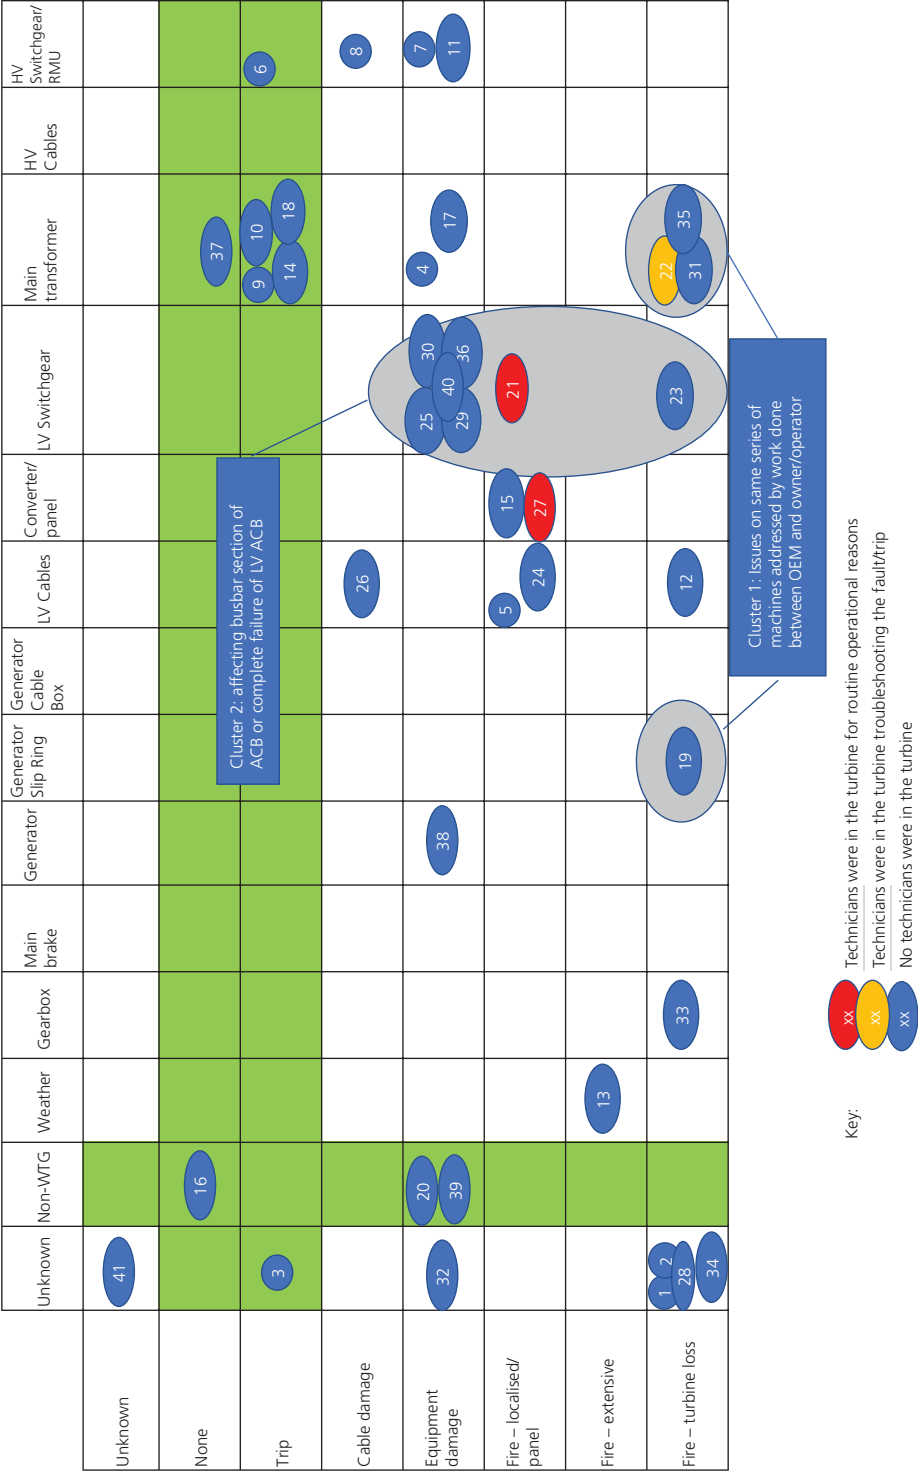 Unknown
Non-WTG
Weather
Gearbox
Main
brake
Generator
Generator
Slip Ring
Generator
Cable
Box
LV Cables
Converter/
panel
LV Switchgear
Main
transformer
HV
Cables
HV
Switchgear/
RMU
Unknown
41
None
16
37
Trip
3
9
10
14
18
6
Cluster 2: affecting busbar section of
ACB or complete failure of LV ACB
Cable damage
26
8
Equipment
damage
32
20
39
38
25
30
40
29
36
4
17
7
11
Fire – localised/
panel
5
24
15
27
21
Fire – extensive
13
Fire – turbine loss
1
2
28
34
33
19
12
23
22
31
35
Cluster 1: Issues on same series of
machines addressed by work done
between OEM and owner/operator
Key:
xx Technicians were in the turbine for routine operational reasons
xx Technicians were in the turbine troubleshooting the fault/trip
xx No technicians were in the turbine